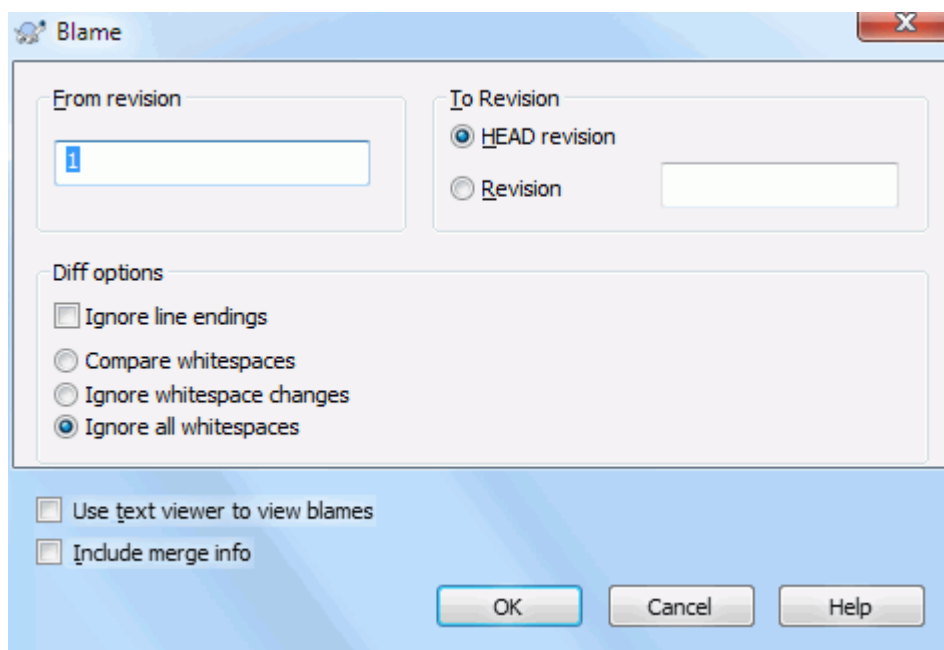 Blame
From revision
1
To Revision
HEAD revision
Revision
Diff options
Ignore line endings
Compare whitespaces
Ignore whitespace changes
Ignore all whitespaces
Use text viewer to view blames
Include merge info
OK Cancel Help